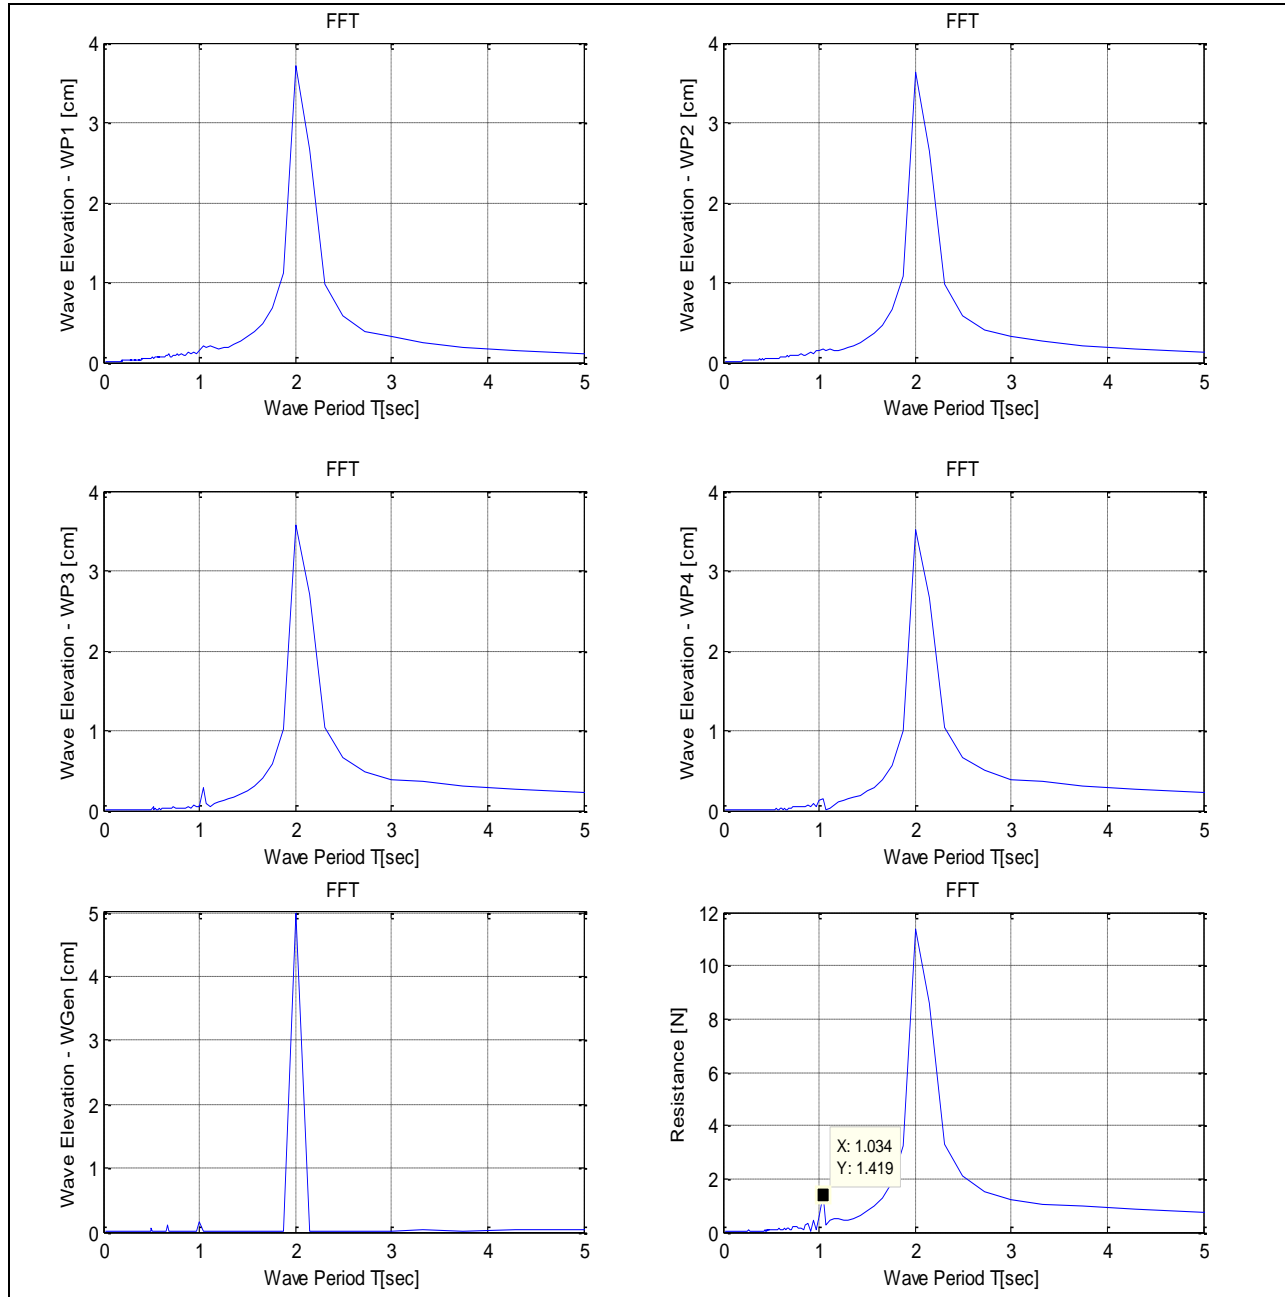 FFT
Wave Elevation - WP1 [cm]
4
3
2
1
0
0 1 2 3 4 5
Wave Period T[sec]
FFT
Wave Elevation - WP2 [cm]
4
3
2
1
0
0 1 2 3 4 5
Wave Period T[sec]
FFT
Wave Elevation - WP3 [cm]
4
3
2
1
0
0 1 2 3 4 5
Wave Period T[sec]
FFT
Wave Elevation - WP4 [cm]
4
3
2
1
0
0 1 2 3 4 5
Wave Period T[sec]
FFT
Wave Elevation - WGen [cm]
5
4
3
2
1
0
0 1 2 3 4 5
Wave Period T[sec]
FFT
Resistance [N]
12
10
8
6
4
2
0
X: 1.034
Y: 1.419
0 1 2 3 4 5
Wave Period T[sec]